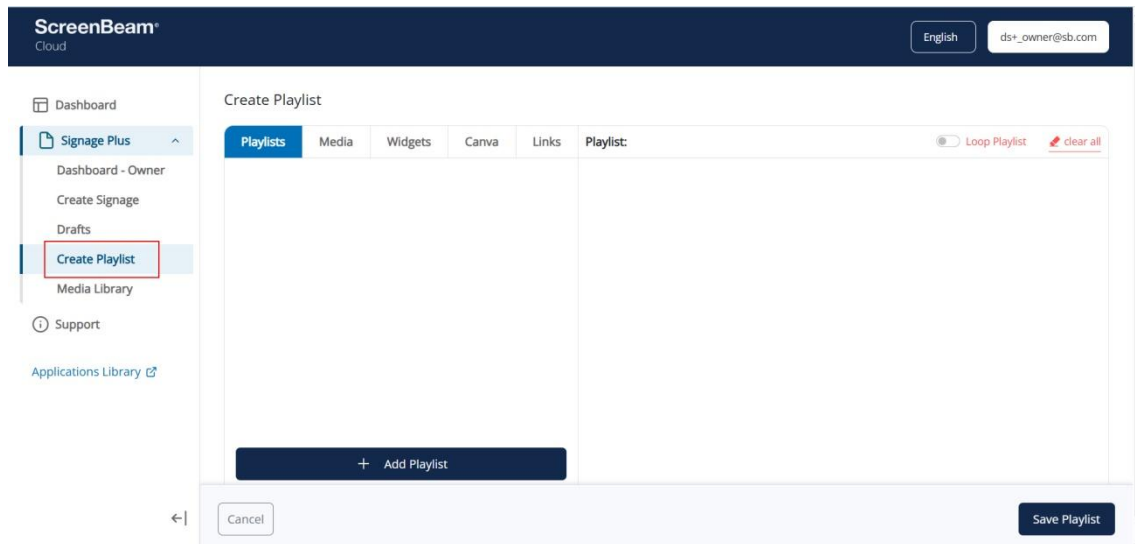 ScreenBeam®
Cloud
English
ds+_owner@sb.com
Dashboard
Signage Plus
Dashboard - Owner
Create Signage
Drafts
Create Playlist
Media Library
Support
Applications Library
Create Playlist
Playlists Media Widgets Canva Links
Playlist: Loop Playlist clear all
+ Add Playlist
Cancel
Save Playlist